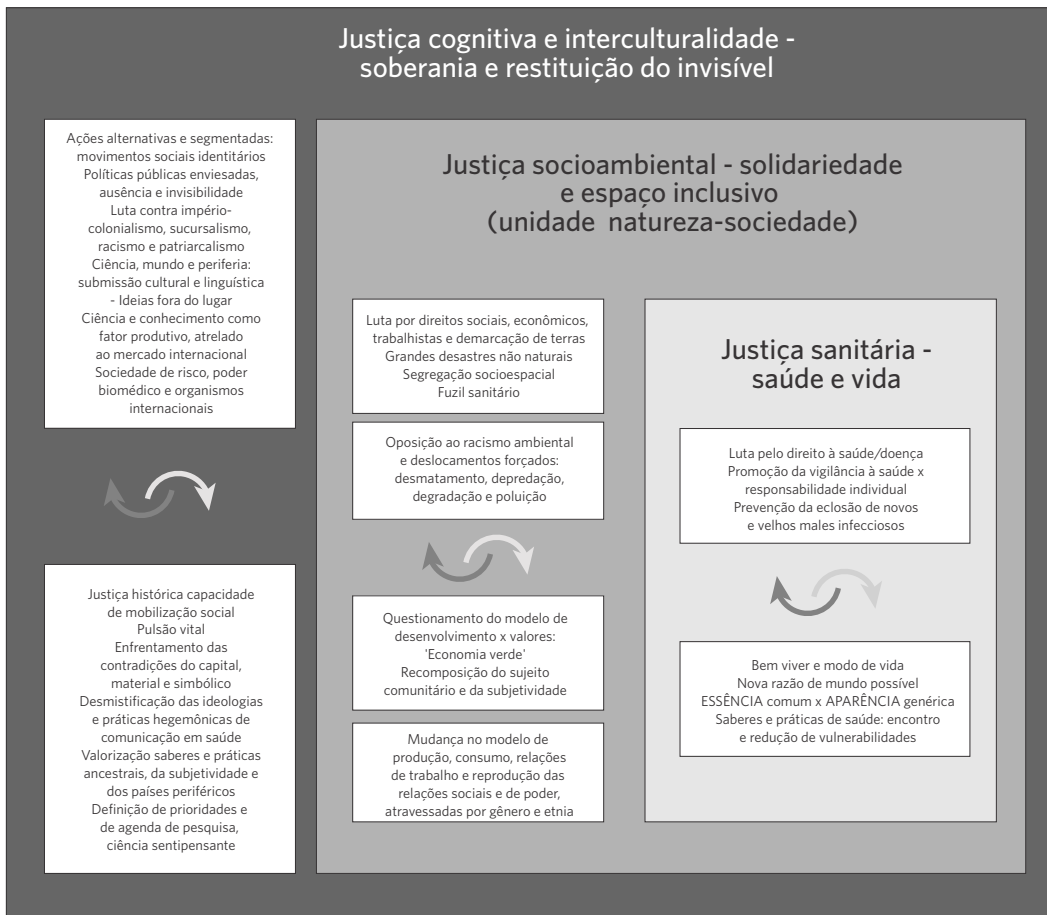 Justiça cognitiva e interculturalidade -
soberania e restituição do invisível
Ações alternativas e segmentadas:
movimentos sociais identitários
Políticas públicas enviesadas,
ausência e invisibilidade
Luta contra império-
colonialismo, sucursalismo,
racismo e patriarcalismo
Ciência, mundo e periferia:
submissão cultural e linguística
- Ideias fora do lugar
Ciência e conhecimento como
fator produtivo, atrelado
ao mercado internacional
Sociedade de risco, poder
biomédico e organismos
internacionais
Justiça histórica capacidade
de mobilização social
Pulsão vital
Enfrentamento das
contradições do capital,
material e simbólico
Desmistificação das ideologias
e práticas hegemônicas de
comunicação em saúde
Valorização saberes e práticas
ancestrais, da subjetividade e
dos países periféricos
Definição de prioridades e
de agenda de pesquisa,
ciência sentipensante
Justiça socioambiental - solidariedade
e espaço inclusivo
(unidade natureza-sociedade)
Luta por direitos sociais, econômicos,
trabalhistas e demarcação de terras
Grandes desastres não naturais
Segregação socioespacial
Fuzil sanitário
Oposição ao racismo ambiental
e deslocamentos forçados:
desmatamento, depredação,
degradação e poluição
Questionamento do modelo de
desenvolvimento x valores:
'Economia verde'
Recomposição do sujeito
comunitário e da subjetividade
Mudança no modelo de
produção, consumo, relações
de trabalho e reprodução das
relações sociais e de poder,
atravessadas por gênero e etnia
Justiça sanitária -
saúde e vida
Luta pelo direito à saúde/doença
Promoção da vigilância à saúde x
responsabilidade individual
Prevenção da eclosão de novos
e velhos males infecciosos
Bem viver e modo de vida
Nova razão de mundo possível
ESSÊNCIA comum x APARÊNCIA genérica
Saberes e práticas de saúde: encontro
e redução de vulnerabilidades